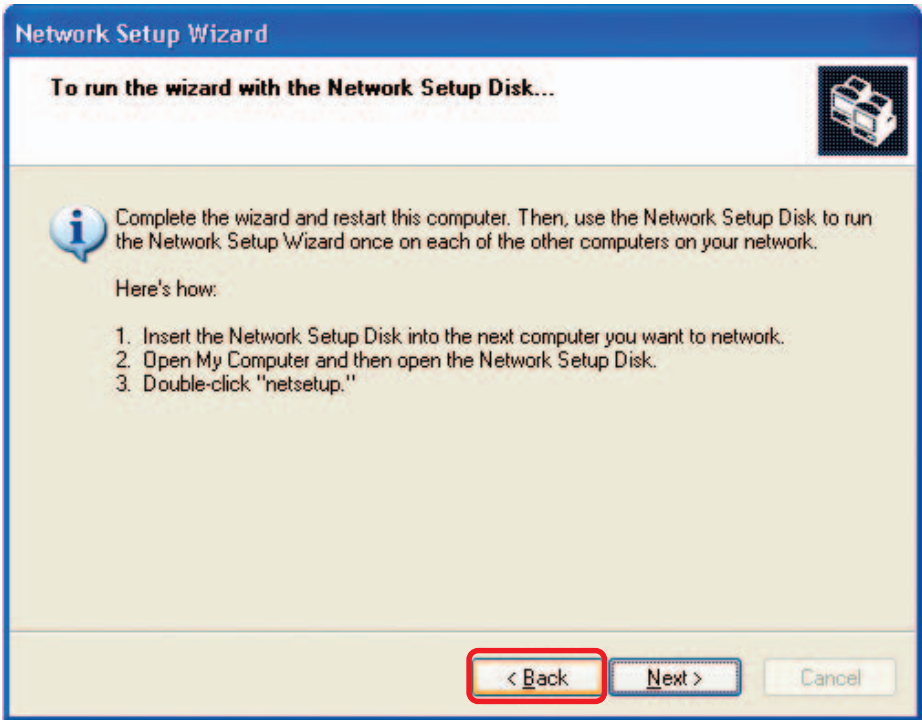 Network Setup Wizard
To run the wizard with the Network Setup Disk...
Complete the wizard and restart this computer. Then, use the Network Setup Disk to run
the Network Setup Wizard once on each of the other computers on your network.
Here's how:
1. Insert the Network Setup Disk into the next computer you want to network.
2. Open My Computer and then open the Network Setup Disk.
3. Double-click "netsetup."
< Back
Next >
Cancel